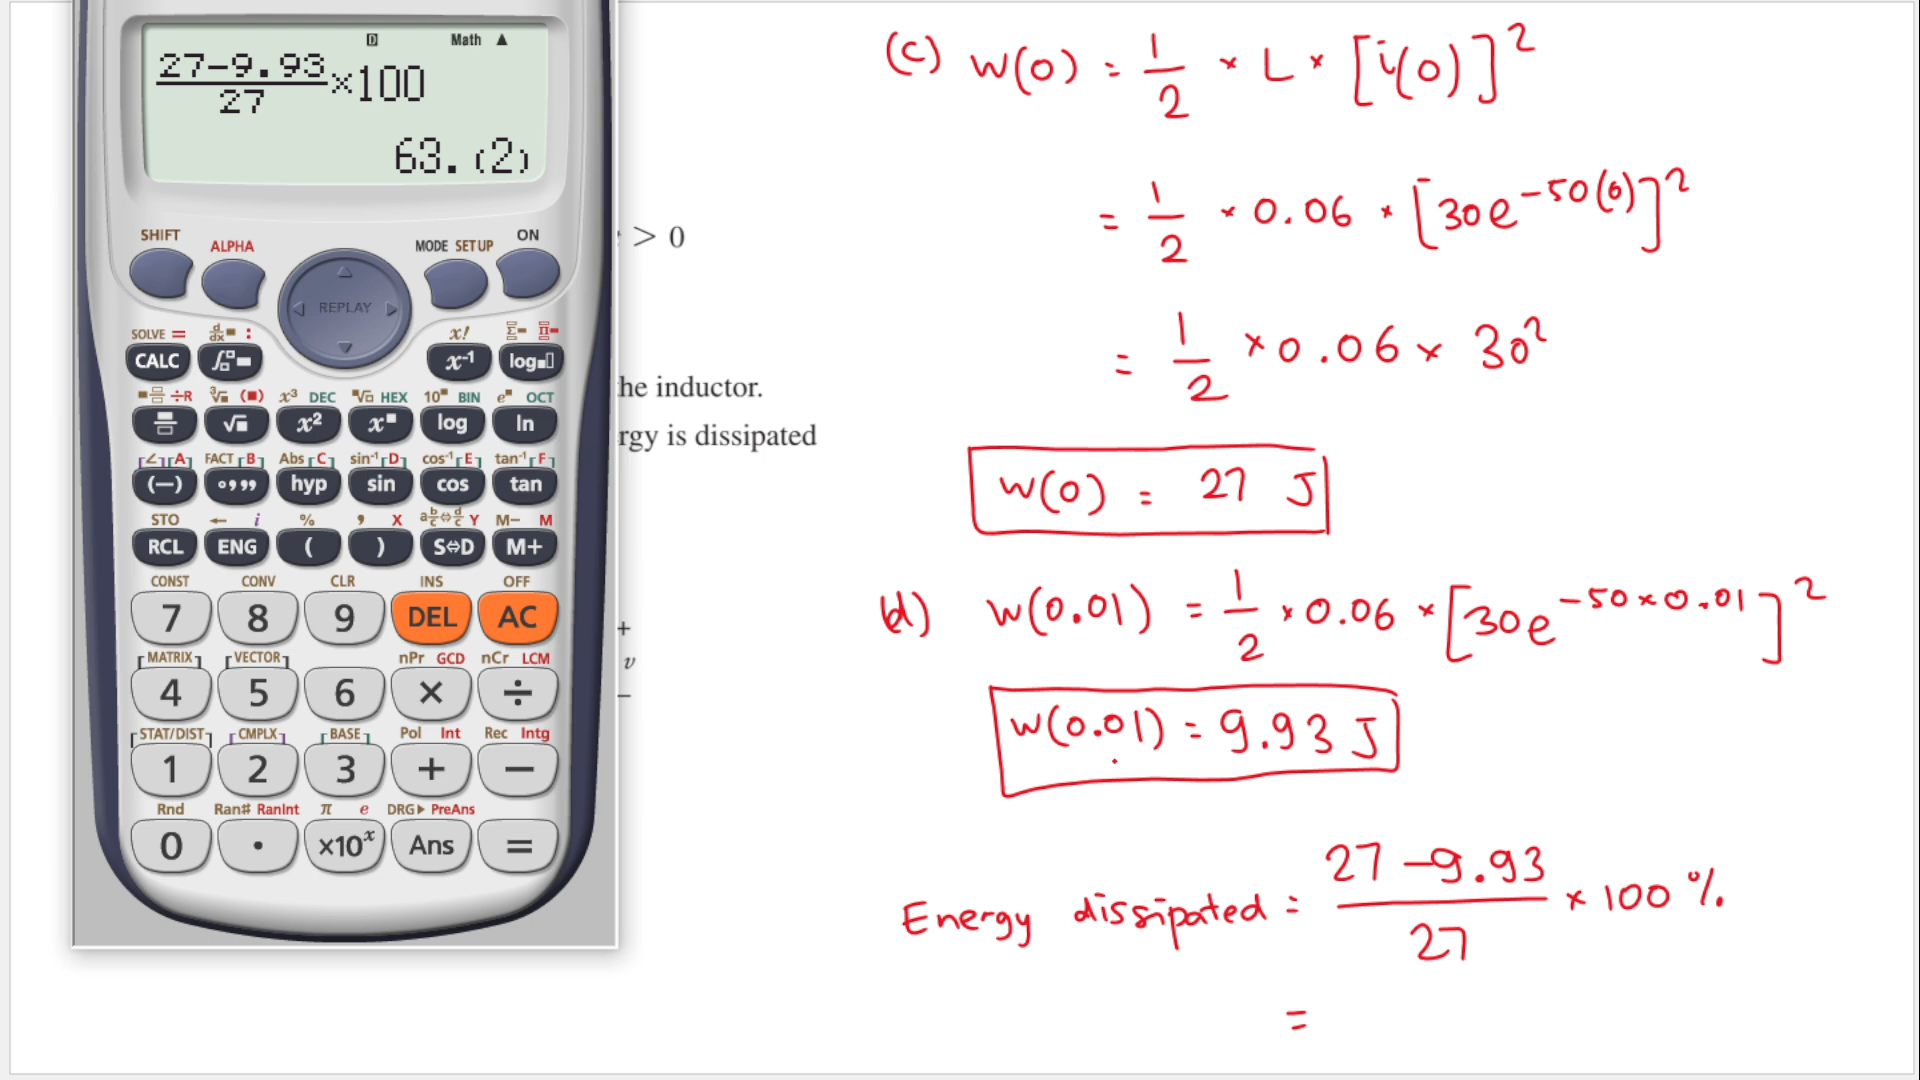 D Math ▲
27-9.93/27 ×100
63.(2)
SHIFT ALPHA MODE SETUP ON
REPLAY
SOLVE = d/dx : x! Σ- Π-
CALC ∫ x⁻¹ log
÷R ∛ (■) x³ DEC HEX 10■ BIN e■ OCT
√ x² x■ log ln
∠ A FACT B Abs C sin⁻¹ D cos⁻¹ E tan⁻¹ F
(−) °,,, hyp sin cos tan
STO ← i % , X a b/c⇔d/c Y M− M
RCL ENG ( ) S⇔D M+
CONST CONV CLR INS OFF
7 8 9 DEL AC
MATRIX VECTOR nPr GCD nCr LCM
4 5 6 × ÷
STAT/DIST CMPLX BASE Pol Int Rec Intg
1 2 3 + −
Rnd Ran# RanInt π e DRG▶ PreAns
0 . ×10ˣ Ans =
> 0
he inductor.
rgy is dissipated
+
v
−
(c) w(0) = 1/2 × L × [i(0)]²
= 1/2 × 0.06 × [30e^-50(0)]²
= 1/2 × 0.06 × 30²
w(0) = 27 J
d) w(0.01) = 1/2 × 0.06 × [30e^-50×0.01]²
w(0.01) = 9.93 J
Energy dissipated = 27-9.93/27 × 100 %
=